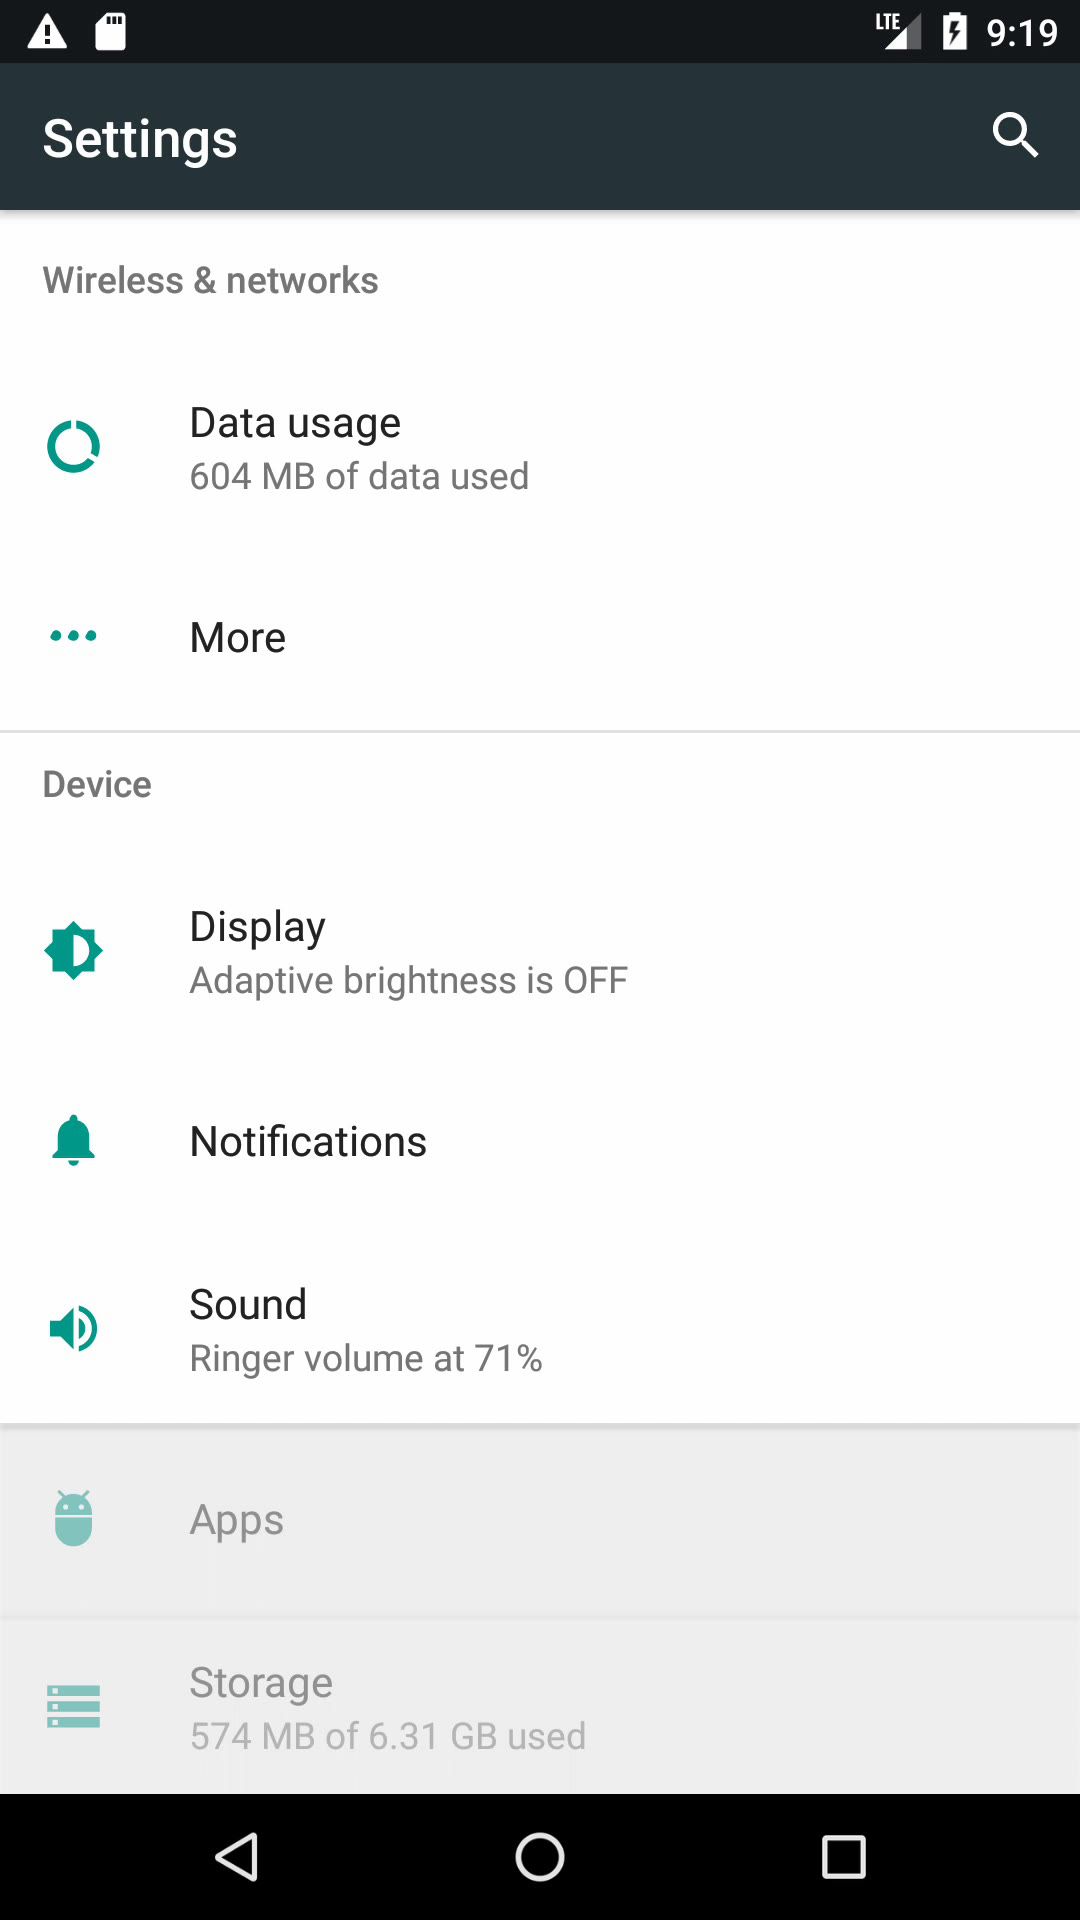 LTE 9:19
Settings
Wireless & networks
Data usage
604 MB of data used
More
Device
Display
Adaptive brightness is OFF
Notifications
Sound
Ringer volume at 71%
Apps
Storage
574 MB of 6.31 GB used